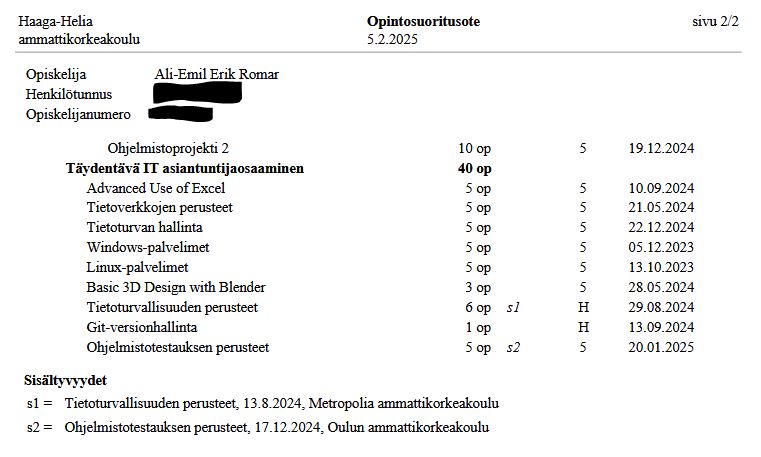 Haaga-Helia Opintosuoritusote sivu 2/2
ammattikorkeakoulu 5.2.2025
Opiskelija Ali-Emil Erik Romar
Henkilötunnus
Opiskelijanumero
Ohjelmistoprojekti 2 10 op 5 19.12.2024
Täydentävä IT asiantuntijaosaaminen 40 op
Advanced Use of Excel 5 op 5 10.09.2024
Tietoverkkojen perusteet 5 op 5 21.05.2024
Tietoturvan hallinta 5 op 5 22.12.2024
Windows-palvelimet 5 op 5 05.12.2023
Linux-palvelimet 5 op 5 13.10.2023
Basic 3D Design with Blender 3 op 5 28.05.2024
Tietoturvallisuuden perusteet 6 op s1 H 29.08.2024
Git-versionhallinta 1 op H 13.09.2024
Ohjelmistotestauksen perusteet 5 op s2 5 20.01.2025
Sisältyvyydet
s1 = Tietoturvallisuuden perusteet, 13.8.2024, Metropolia ammattikorkeakoulu
s2 = Ohjelmistotestauksen perusteet, 17.12.2024, Oulun ammattikorkeakoulu